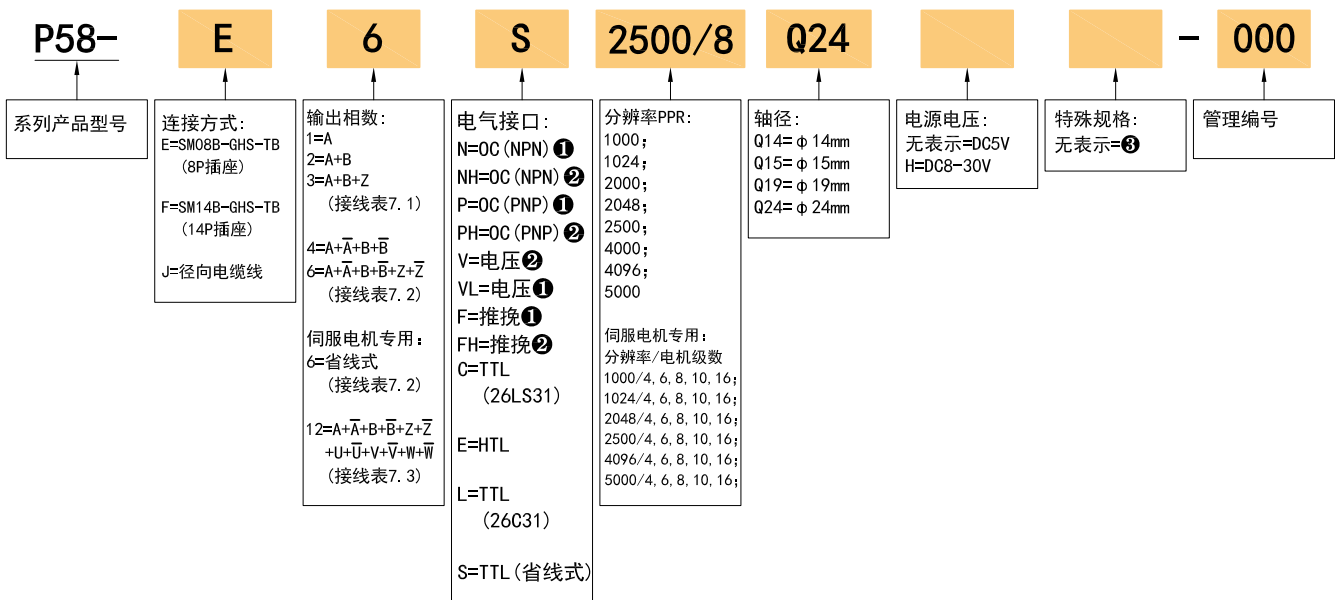 P58- E 6 S 2500/8 Q24 - 000
系列产品型号
连接方式:
E=SM08B-GHS-TB
(8P插座)
F=SM14B-GHS-TB
(14P插座)
J=径向电缆线
输出相数:
1=A
2=A+B
3=A+B+Z
(接线表7.1)
4=A+A̅+B+B̅
6=A+A̅+B+B̅+Z+Z̅
(接线表7.2)
伺服电机专用:
6=省线式
(接线表7.2)
12=A+A̅+B+B̅+Z+Z̅
+U+U̅+V+V̅+W+W̅
(接线表7.3)
电气接口:
N=OC(NPN)❶
NH=OC(NPN)❷
P=OC(PNP)❶
PH=OC(PNP)❷
V=电压❷
VL=电压❶
F=推挽❶
FH=推挽❷
C=TTL
(26LS31)
E=HTL
L=TTL
(26C31)
S=TTL(省线式)
分辨率PPR:
1000;
1024;
2000;
2048;
2500;
4000;
4096;
5000
伺服电机专用:
分辨率/电机级数
1000/4,6,8,10,16;
1024/4,6,8,10,16;
2048/4,6,8,10,16;
2500/4,6,8,10,16;
4096/4,6,8,10,16;
5000/4,6,8,10,16;
轴径:
Q14=φ14mm
Q15=φ15mm
Q19=φ19mm
Q24=φ24mm
电源电压:
无表示=DC5V
H=DC8-30V
特殊规格:
无表示=❸
管理编号